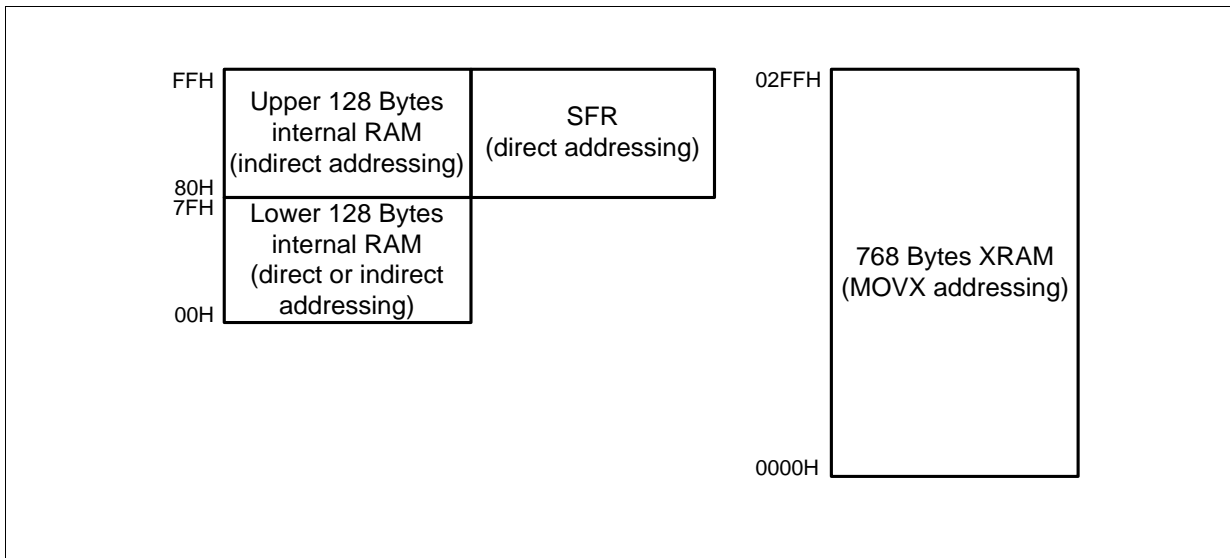 FFH
Upper 128 Bytes
internal RAM
(indirect addressing)
80H
SFR
(direct addressing)
7FH
Lower 128 Bytes
internal RAM
(direct or indirect
addressing)
00H
02FFH
768 Bytes XRAM
(MOVX addressing)
0000H